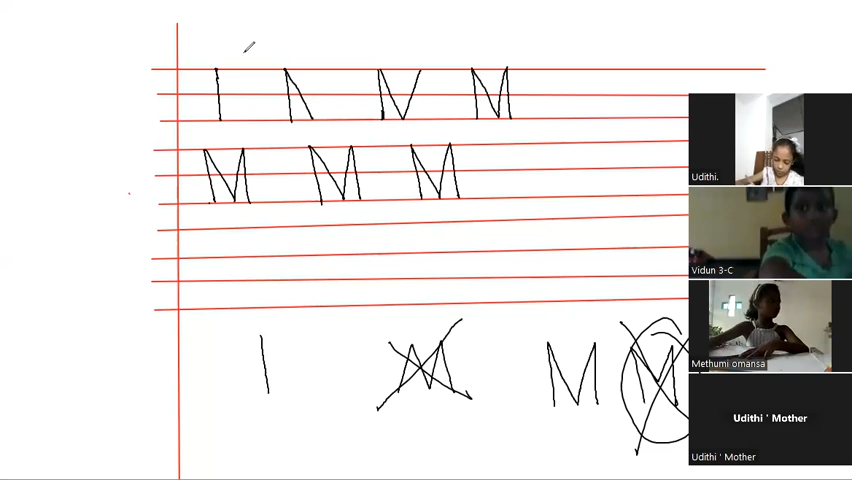 M
M M M
M M M
Udithi.
Vidun 3-C
Methumi omansa
Udithi ' Mother
Udithi ' Mother